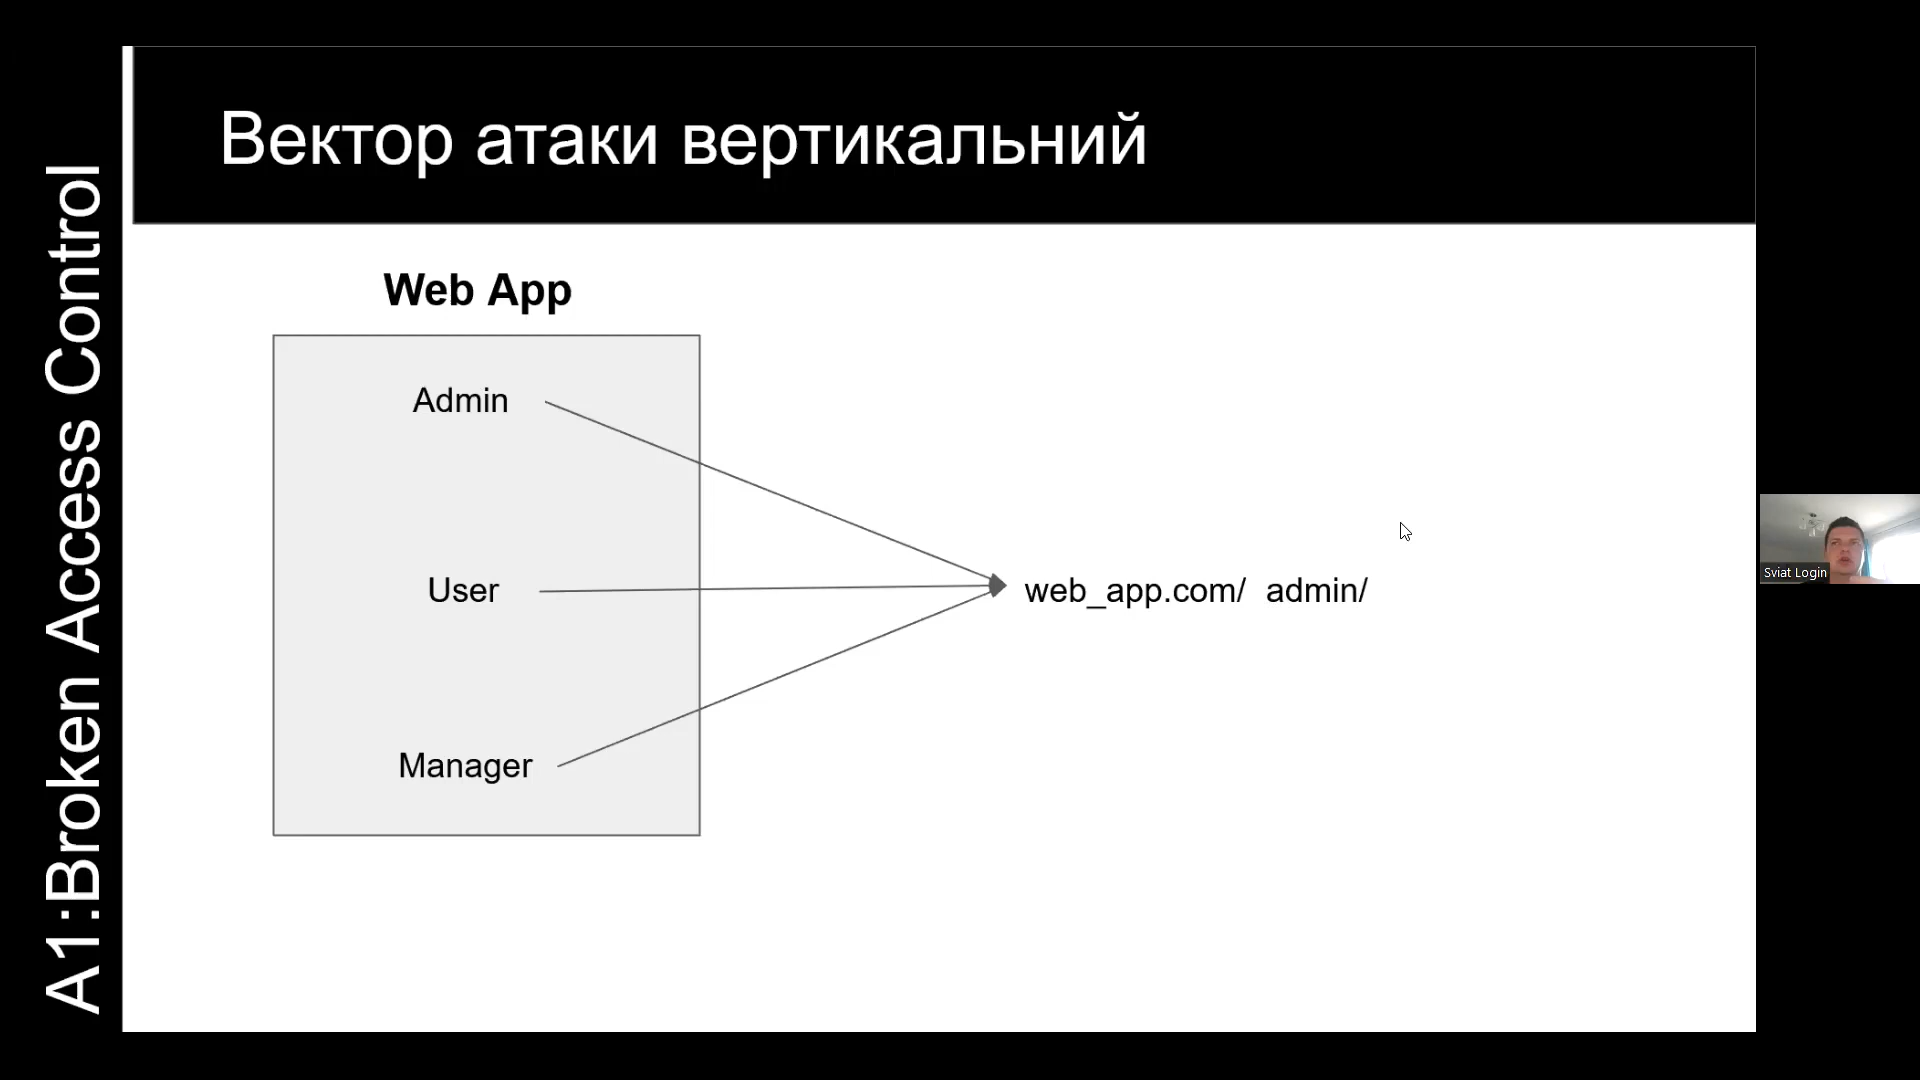 A1:Broken Access Control
Вектор атаки вертикальний
Web App
Admin
User
web_app.com/ admin/
Manager
Sviat Login